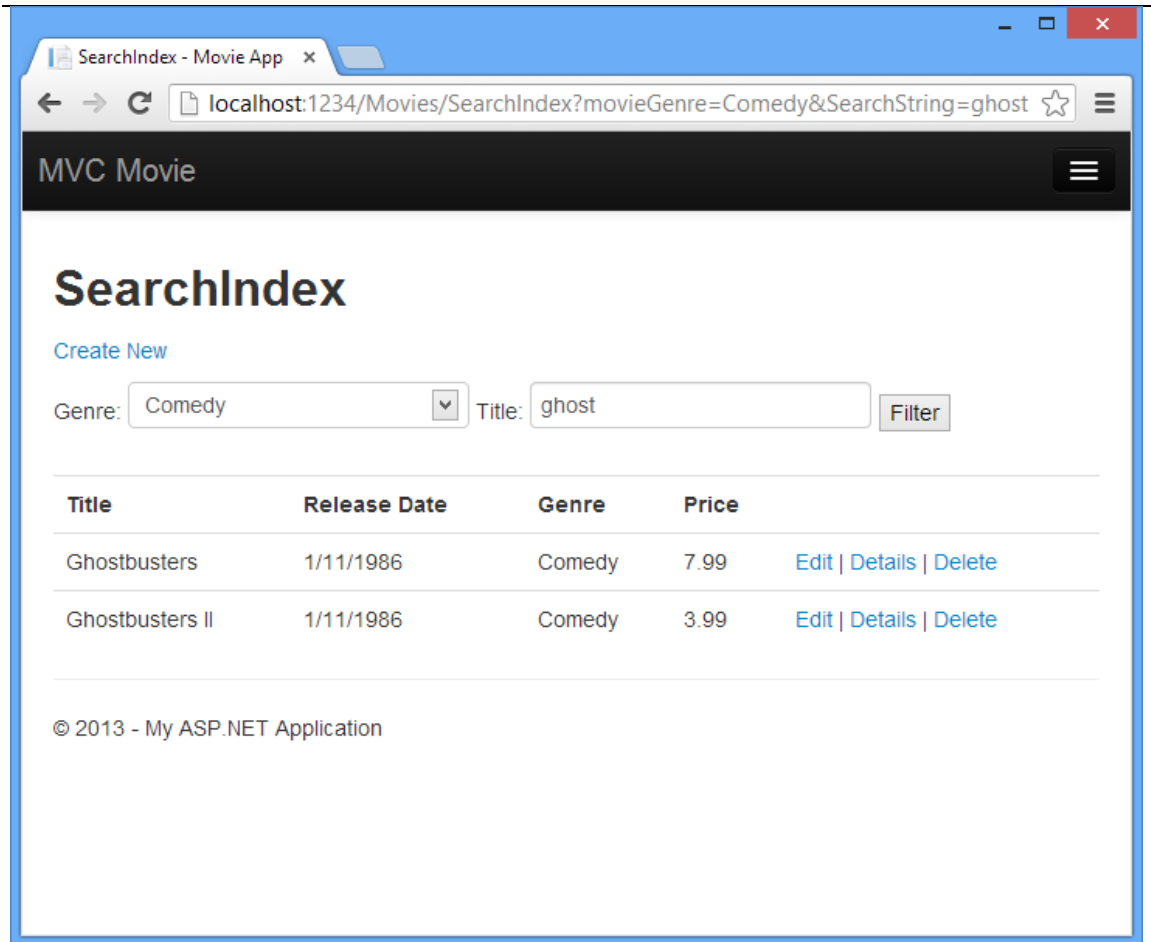 SearchIndex - Movie App
localhost:1234/Movies/SearchIndex?movieGenre=Comedy&SearchString=ghost
MVC Movie
SearchIndex
Create New
Genre: Comedy Title: ghost Filter
Title Release Date Genre Price
Ghostbusters 1/11/1986 Comedy 7.99 Edit | Details | Delete
Ghostbusters II 1/11/1986 Comedy 3.99 Edit | Details | Delete
© 2013 - My ASP.NET Application